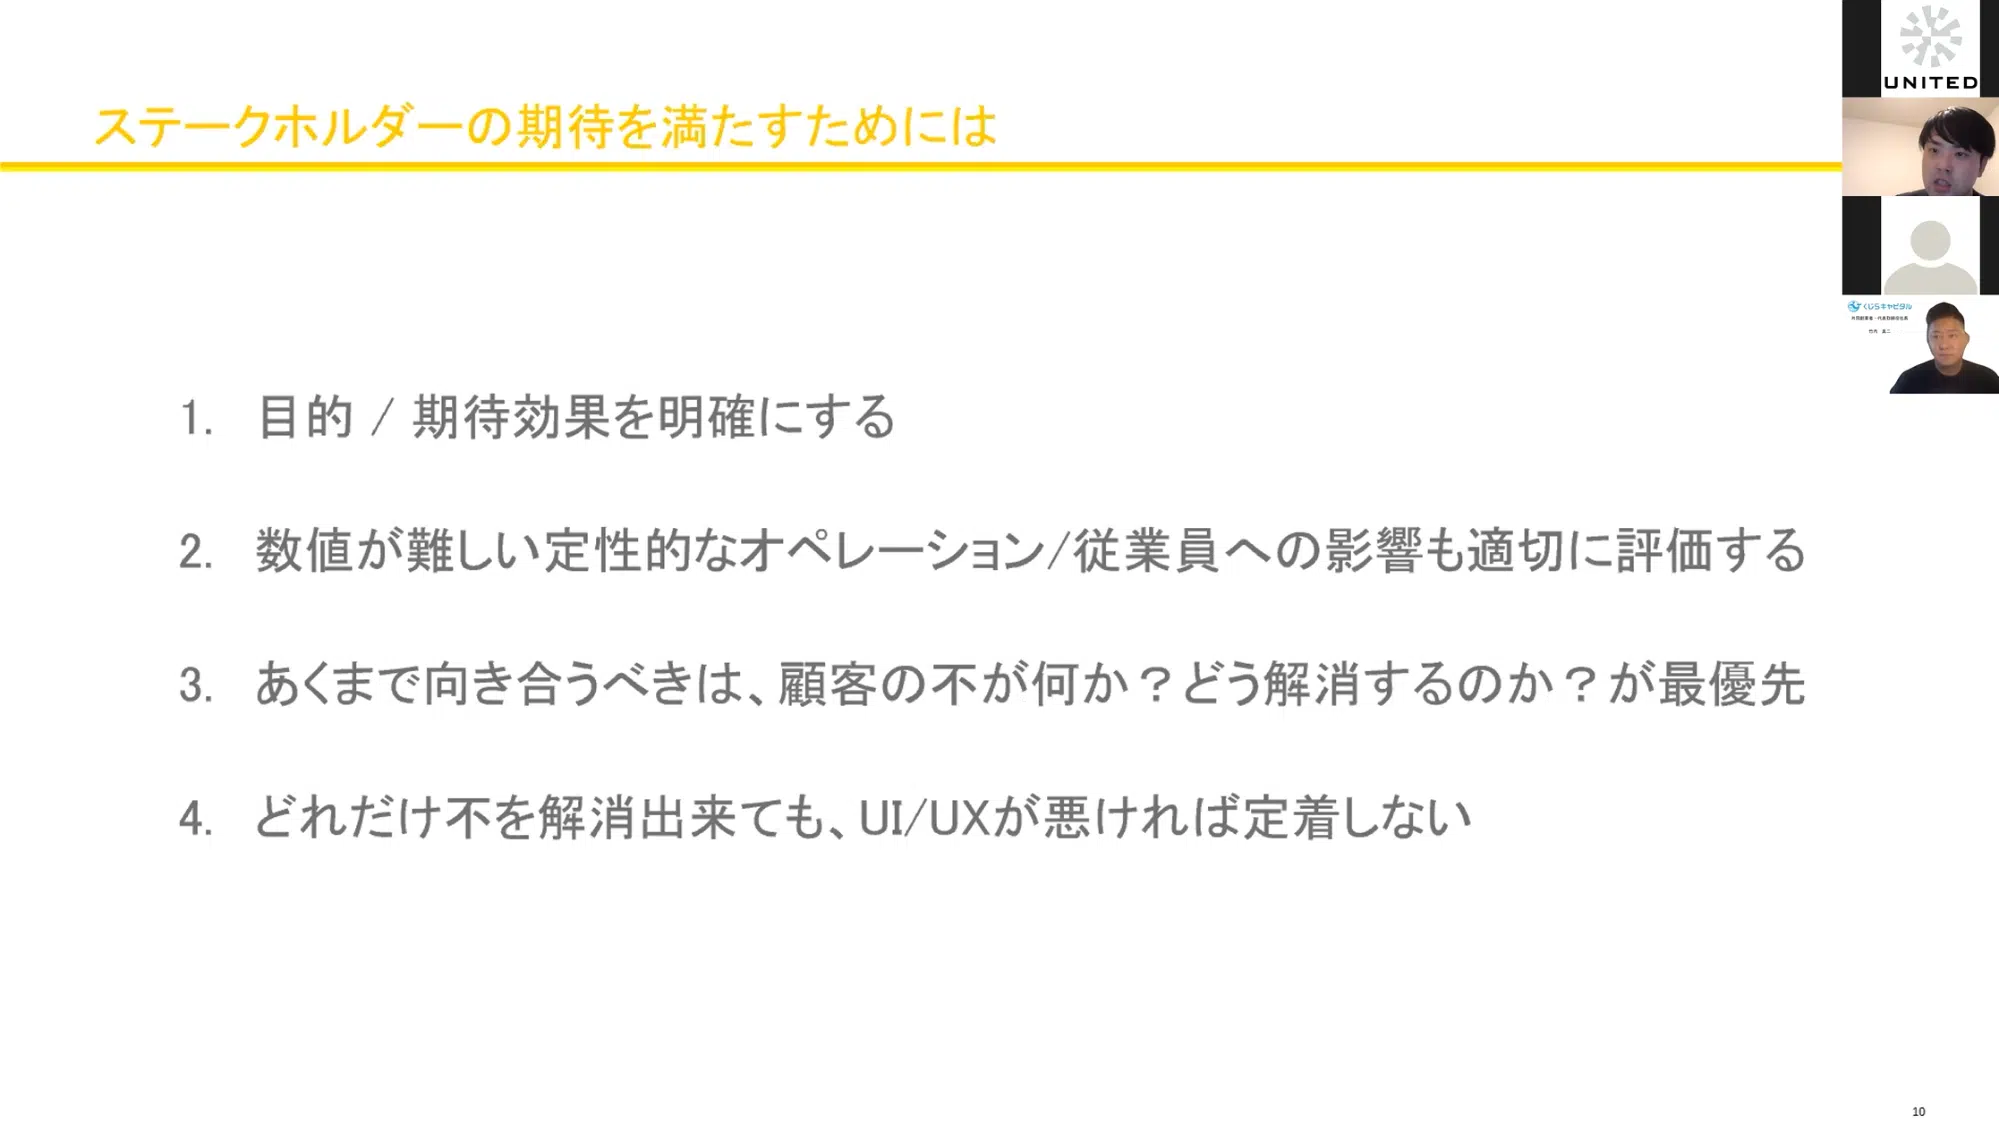 ステークホルダーの期待を満たすためには
UNITED
くじらキャピタル
1. 目的 / 期待効果を明確にする
2. 数値が難しい定性的なオペレーション/従業員への影響も適切に評価する
3. あくまで向き合うべきは、顧客の不が何か？どう解消するのか？が最優先
4. どれだけ不を解消出来ても、UI/UXが悪ければ定着しない
10